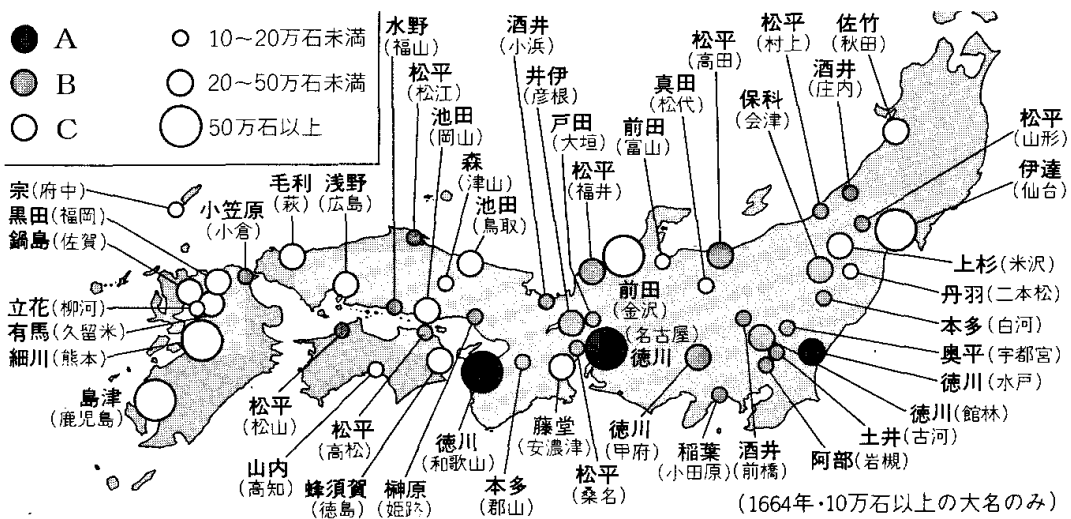 A
B
C
10～20万石未満
20～50万石未満
50万石以上
水野
(福山)
松平
(松江)
池田
(岡山)
森
(津山)
池田
(鳥取)
酒井
(小浜)
井伊
(彦根)
戸田
(大垣)
松平
(福井)
前田
(富山)
真田
(松代)
松平
(高田)
保科
(会津)
松平
(村上)
酒井
(庄内)
佐竹
(秋田)
松平
(山形)
伊達
(仙台)
宗(府中)
黒田(福岡)
鍋島(佐賀)
小笠原
(小倉)
毛利
(萩)
浅野
(広島)
立花(柳河)
有馬(久留米)
細川(熊本)
島津
(鹿児島)
前田
(金沢)
(名古屋)
徳川
上杉(米沢)
丹羽(二本松)
本多(白河)
奥平(宇都宮)
徳川(水戸)
徳川(館林)
土井(古河)
阿部(岩槻)
松平
(松山)
山内
(高知)
松平
(高松)
蜂須賀
(徳島)
榊原
(姫路)
徳川
(和歌山)
本多
(郡山)
藤堂
(安濃津)
松平
(桑名)
徳川
(甲府)
稲葉
(小田原)
酒井
(前橋)
(1664年・10万石以上の大名のみ)